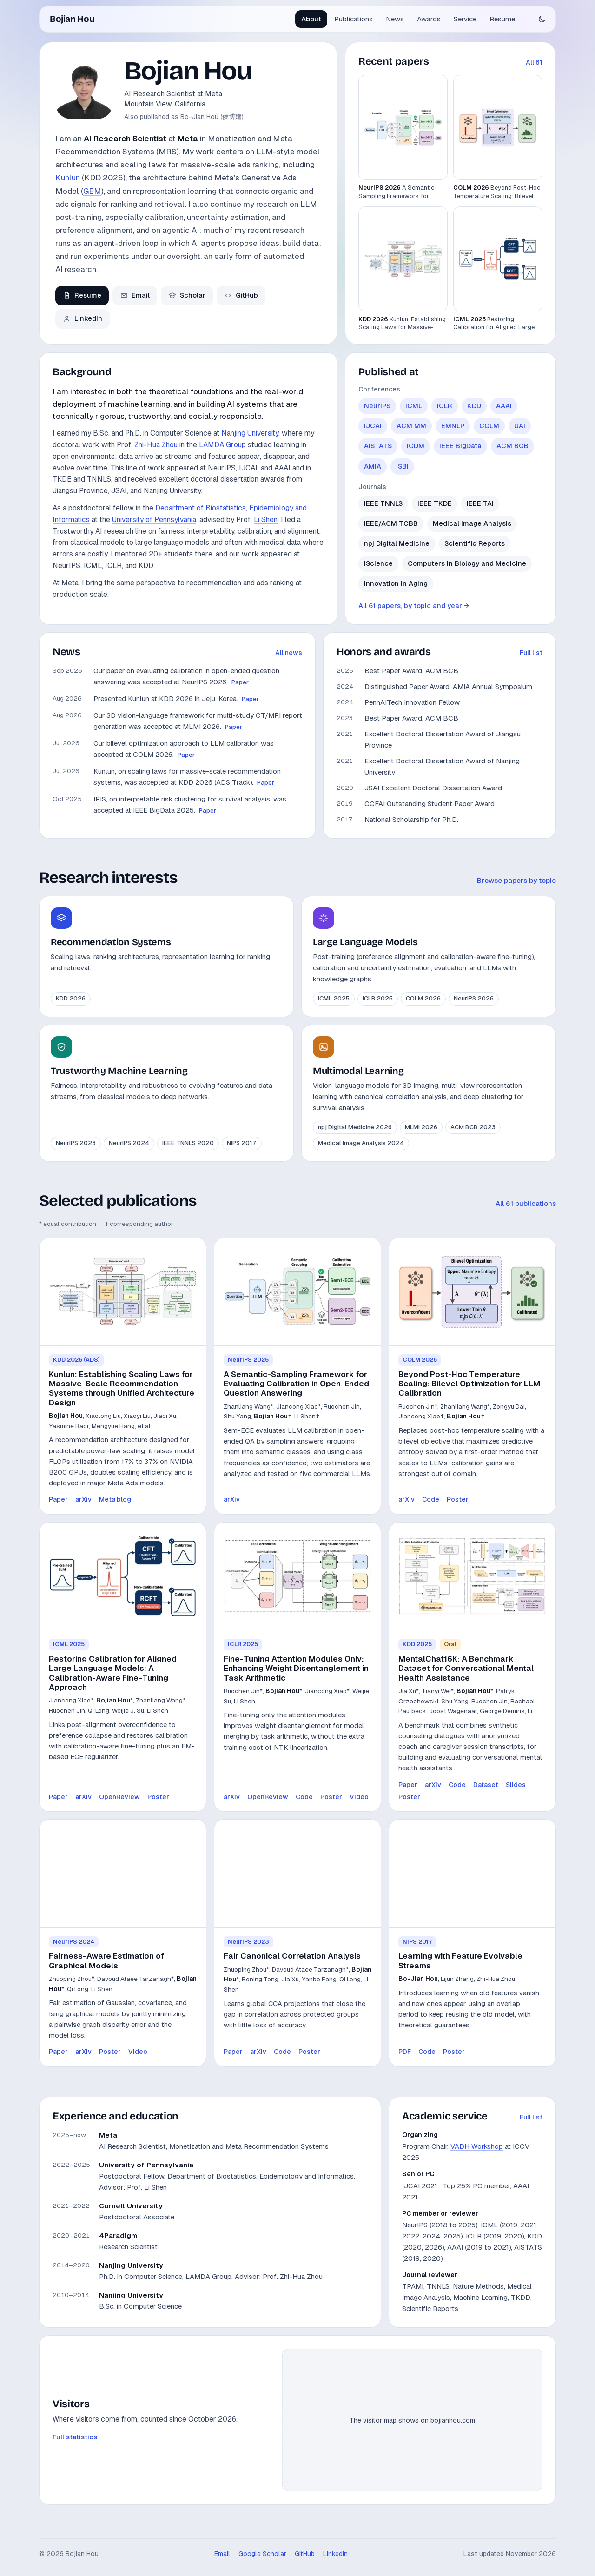 Bojian Hou
About
Publications
News
Awards
Service
Resume
Bojian Hou
AI Research Scientist at Meta
Mountain View, California
Also published as Bo-Jian Hou (侯博建)
I am an AI Research Scientist at Meta in Monetization and Meta
Recommendation Systems (MRS). My work centers on LLM-style model
architectures and scaling laws for massive-scale ads ranking, including
Kunlun (KDD 2026), the architecture behind Meta's Generative Ads
Model (GEM), and on representation learning that connects organic and
ads signals for ranking and retrieval. I also continue my research on LLM
post-training, especially calibration, uncertainty estimation, and
preference alignment, and on agentic AI: much of my recent research
runs as an agent-driven loop in which AI agents propose ideas, build data,
and run experiments under our oversight, an early form of automated
AI research.
Resume
Email
Scholar
GitHub
LinkedIn
Recent papers
All 61
NeurIPS 2026 A Semantic-
Sampling Framework for...
COLM 2026 Beyond Post-Hoc
Temperature Scaling: Bilevel...
KDD 2026 Kunlun: Establishing
Scaling Laws for Massive-...
ICML 2025 Restoring
Calibration for Aligned Large...
Background
I am interested in both the theoretical foundations and the real-world
deployment of machine learning, and in building AI systems that are
technically rigorous, trustworthy, and socially responsible.
I earned my B.Sc. and Ph.D. in Computer Science at Nanjing University, where my
doctoral work with Prof. Zhi-Hua Zhou in the LAMDA Group studied learning in
open environments: data arrive as streams, and features appear, disappear, and
evolve over time. This line of work appeared at NeurIPS, IJCAI, and AAAI and in
TKDE and TNNLS, and received excellent doctoral dissertation awards from
Jiangsu Province, JSAI, and Nanjing University.
As a postdoctoral fellow in the Department of Biostatistics, Epidemiology and
Informatics at the University of Pennsylvania, advised by Prof. Li Shen, I led a
Trustworthy AI research line on fairness, interpretability, calibration, and alignment,
from classical models to large language models and often with medical data where
errors are costly. I mentored 20+ students there, and our work appeared at
NeurIPS, ICML, ICLR, and KDD.
At Meta, I bring the same perspective to recommendation and ads ranking at
production scale.
Published at
Conferences
NeurIPS
ICML
ICLR
KDD
AAAI
IJCAI
ACM MM
EMNLP
COLM
UAI
AISTATS
ICDM
IEEE BigData
ACM BCB
AMIA
ISBI
Journals
IEEE TNNLS
IEEE TKDE
IEEE TAI
IEEE/ACM TCBB
Medical Image Analysis
npj Digital Medicine
Scientific Reports
iScience
Computers in Biology and Medicine
Innovation in Aging
All 61 papers, by topic and year →
News
All news
Sep 2026
Our paper on evaluating calibration in open-ended question
answering was accepted at NeurIPS 2026. Paper
Aug 2026
Presented Kunlun at KDD 2026 in Jeju, Korea. Paper
Aug 2026
Our 3D vision-language framework for multi-study CT/MRI report
generation was accepted at MLMI 2026. Paper
Jul 2026
Our bilevel optimization approach to LLM calibration was
accepted at COLM 2026. Paper
Jul 2026
Kunlun, on scaling laws for massive-scale recommendation
systems, was accepted at KDD 2026 (ADS Track). Paper
Oct 2025
IRIS, on interpretable risk clustering for survival analysis, was
accepted at IEEE BigData 2025. Paper
Honors and awards
Full list
2025
Best Paper Award, ACM BCB
2024
Distinguished Paper Award, AMIA Annual Symposium
2024
PennAITech Innovation Fellow
2023
Best Paper Award, ACM BCB
2021
Excellent Doctoral Dissertation Award of Jiangsu
Province
2021
Excellent Doctoral Dissertation Award of Nanjing
University
2020
JSAI Excellent Doctoral Dissertation Award
2019
CCFAI Outstanding Student Paper Award
2017
National Scholarship for Ph.D.
Research interests
Browse papers by topic
Recommendation Systems
Scaling laws, ranking architectures, representation learning for ranking
and retrieval.
KDD 2026
Large Language Models
Post-training (preference alignment and calibration-aware fine-tuning),
calibration and uncertainty estimation, evaluation, and LLMs with
knowledge graphs.
ICML 2025
ICLR 2025
COLM 2026
NeurIPS 2026
Trustworthy Machine Learning
Fairness, interpretability, and robustness to evolving features and data
streams, from classical models to deep networks.
NeurIPS 2023
NeurIPS 2024
IEEE TNNLS 2020
NIPS 2017
Multimodal Learning
Vision-language models for 3D imaging, multi-view representation
learning with canonical correlation analysis, and deep clustering for
survival analysis.
npj Digital Medicine 2026
MLMI 2026
ACM BCB 2023
Medical Image Analysis 2024
Selected publications
All 61 publications
* equal contribution † corresponding author
KDD 2026 (ADS)
Kunlun: Establishing Scaling Laws for
Massive-Scale Recommendation
Systems through Unified Architecture
Design
Bojian Hou, Xiaolong Liu, Xiaoyi Liu, Jiaqi Xu,
Yasmine Badr, Mengyue Hang, et al.
A recommendation architecture designed for
predictable power-law scaling; it raises model
FLOPs utilization from 17% to 37% on NVIDIA
B200 GPUs, doubles scaling efficiency, and is
deployed in major Meta Ads models.
Paper arXiv Meta blog
Generation
Semantic Grouping
Calibration Estimation
Question
LLM
Sem1-ECE
Sem2-ECE
ECE
ECE
NeurIPS 2026
A Semantic-Sampling Framework for
Evaluating Calibration in Open-Ended
Question Answering
Zhanliang Wang*, Jiancong Xiao*, Ruochen Jin,
Shu Yang, Bojian Hou†, Li Shen†
Sem-ECE evaluates LLM calibration in open-
ended QA by sampling answers, grouping
them into semantic classes, and using class
frequencies as confidence; two estimators are
analyzed and tested on five commercial LLMs.
arXiv
Bilevel Optimization
Upper: Maximize Entropy
Lower: Train θ
Overconfident
Calibrated
COLM 2026
Beyond Post-Hoc Temperature
Scaling: Bilevel Optimization for LLM
Calibration
Ruochen Jin*, Zhanliang Wang*, Zongyu Dai,
Jiancong Xiao†, Bojian Hou†
Replaces post-hoc temperature scaling with a
bilevel objective that maximizes predictive
entropy, solved by a first-order method that
scales to LLMs; calibration gains are
strongest out of domain.
arXiv Code Poster
Calibratable
Pre-trained
LLM
Aligned
LLM
CFT
Calibrated
Non-Calibratable
RCFT
Calibrated
ICML 2025
Restoring Calibration for Aligned
Large Language Models: A
Calibration-Aware Fine-Tuning
Approach
Jiancong Xiao*, Bojian Hou*, Zhanliang Wang*,
Ruochen Jin, Qi Long, Weijie J. Su, Li Shen
Links post-alignment overconfidence to
preference collapse and restores calibration
with calibration-aware fine-tuning plus an EM-
based ECE regularizer.
Paper arXiv OpenReview Poster
Task Arithmetic
Weight Disentanglement
ICLR 2025
Fine-Tuning Attention Modules Only:
Enhancing Weight Disentanglement in
Task Arithmetic
Ruochen Jin*, Bojian Hou*, Jiancong Xiao*, Weijie
Su, Li Shen
Fine-tuning only the attention modules
improves weight disentanglement for model
merging by task arithmetic, without the extra
training cost of NTK linearization.
arXiv OpenReview Code Poster Video
KDD 2025 Oral
MentalChat16K: A Benchmark
Dataset for Conversational Mental
Health Assistance
Jia Xu*, Tianyi Wei*, Bojian Hou*, Patryk
Orzechowski, Shu Yang, Ruochen Jin, Rachael
Paulbeck, Joost Wagenaar, George Demiris, Li...
A benchmark that combines synthetic
counseling dialogues with anonymized
coach and caregiver session transcripts, for
building and evaluating conversational mental
health assistants.
Paper arXiv Code Dataset Slides
Poster
NeurIPS 2024
Fairness-Aware Estimation of
Graphical Models
Zhuoping Zhou*, Davoud Ataee Tarzanagh*, Bojian
Hou*, Qi Long, Li Shen
Fair estimation of Gaussian, covariance, and
Ising graphical models by jointly minimizing
a pairwise graph disparity error and the
model loss.
Paper arXiv Poster Video
NeurIPS 2023
Fair Canonical Correlation Analysis
Zhuoping Zhou*, Davoud Ataee Tarzanagh*, Bojian
Hou*, Boning Tong, Jia Xu, Yanbo Feng, Qi Long, Li
Shen
Learns global CCA projections that close the
gap in correlation across protected groups
with little loss of accuracy.
Paper arXiv Code Poster
NIPS 2017
Learning with Feature Evolvable
Streams
Bo-Jian Hou, Lijun Zhang, Zhi-Hua Zhou
Introduces learning when old features vanish
and new ones appear, using an overlap
period to keep reusing the old model, with
theoretical guarantees.
PDF Code Poster
Experience and education
2025–now
Meta
AI Research Scientist, Monetization and Meta Recommendation Systems
2022–2025
University of Pennsylvania
Postdoctoral Fellow, Department of Biostatistics, Epidemiology and Informatics.
Advisor: Prof. Li Shen
2021–2022
Cornell University
Postdoctoral Associate
2020–2021
4Paradigm
Research Scientist
2014–2020
Nanjing University
Ph.D. in Computer Science, LAMDA Group. Advisor: Prof. Zhi-Hua Zhou
2010–2014
Nanjing University
B.Sc. in Computer Science
Academic service
Full list
Organizing
Program Chair, VADH Workshop at ICCV
2025
Senior PC
IJCAI 2021 · Top 25% PC member, AAAI
2021
PC member or reviewer
NeurIPS (2018 to 2025), ICML (2019, 2021,
2022, 2024, 2025), ICLR (2019, 2020), KDD
(2020, 2026), AAAI (2019 to 2021), AISTATS
(2019, 2020)
Journal reviewer
TPAMI, TNNLS, Nature Methods, Medical
Image Analysis, Machine Learning, TKDD,
Scientific Reports
Visitors
Where visitors come from, counted since October 2026.
Full statistics
The visitor map shows on bojianhou.com
© 2026 Bojian Hou
Email
Google Scholar
GitHub
LinkedIn
Last updated November 2026